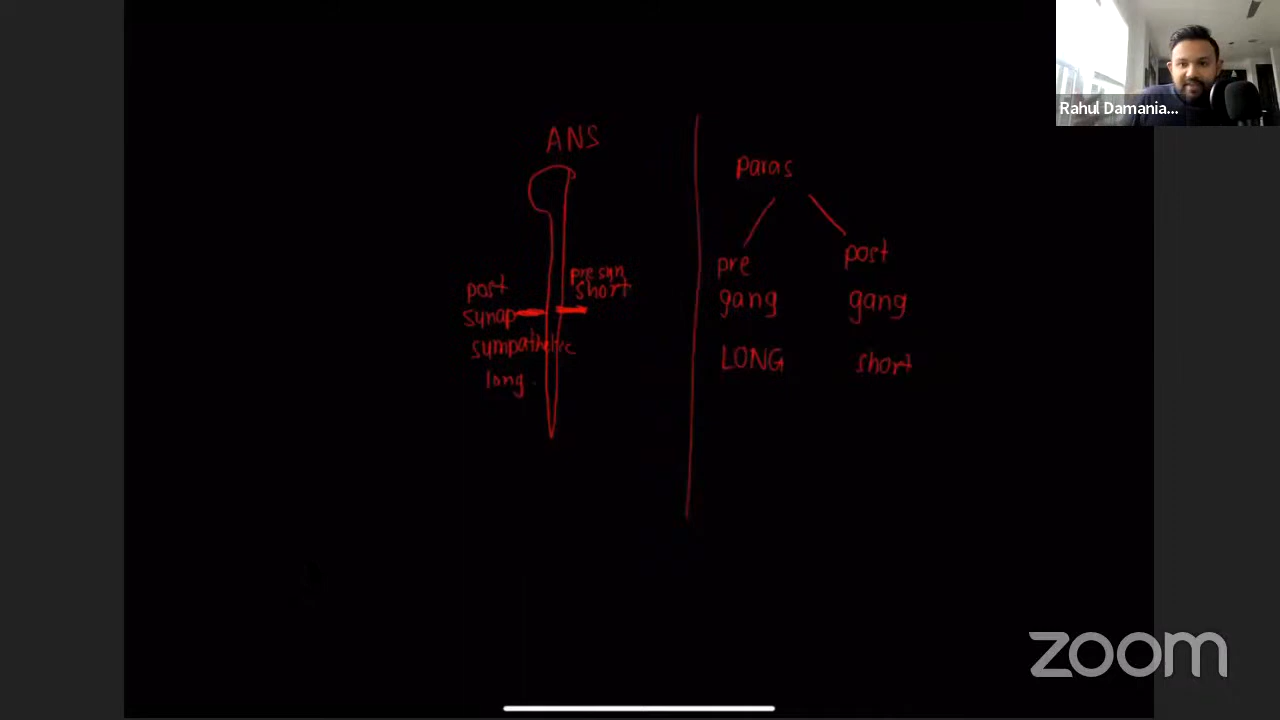 ANS
pre syn
short
post
synap
sympathetic
long
paras
pre
gang
LONG
post
gang
short
Rahul Damania...
zoom